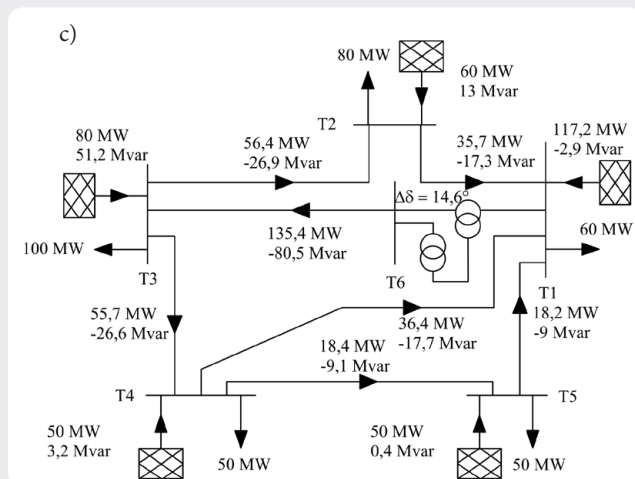 c)
80 MW
60 MW
13 Mvar
T2
80 MW
51,2 Mvar
56,4 MW
-26,9 Mvar
35,7 MW
-17,3 Mvar
117,2 MW
-2,9 Mvar
Δδ = 14,6°
100 MW
135,4 MW
-80,5 Mvar
60 MW
T3
T6
T1
55,7 MW
-26,6 Mvar
36,4 MW
-17,7 Mvar
18,2 MW
-9 Mvar
18,4 MW
-9,1 Mvar
T4
T5
50 MW
3,2 Mvar
50 MW
50 MW
0,4 Mvar
50 MW